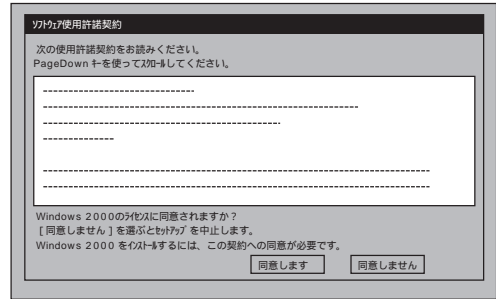 ソフトウェア使用許諾契約
次の使用許諾契約をお読みください。
PageDown キーを使ってスクロールしてください。
Windows 2000のライセンスに同意されますか？
[ 同意しません ] を選ぶとセットアップを中止します。
Windows 2000 をインストールするには、この契約への同意が必要です。
同意します 同意しません